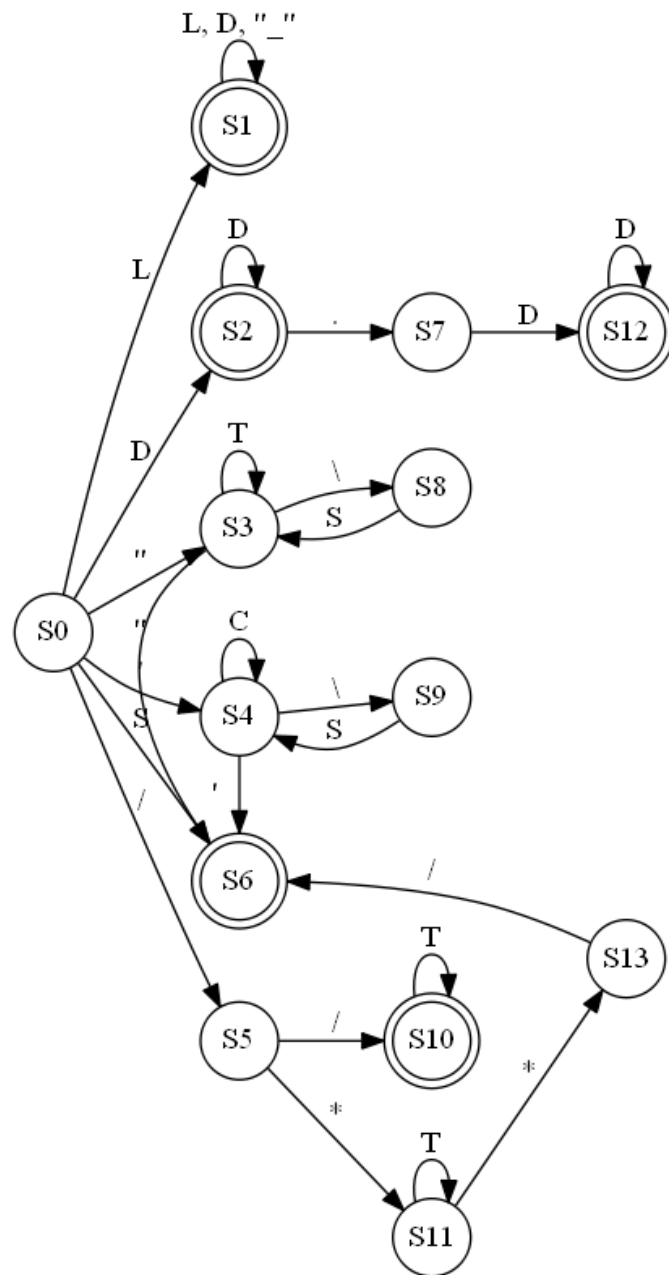 L, D, "_"
S1
L
D
D
S2
.
S7
D
S12
D
T
S3
\
S8
S
"
S0
"
'
C
S4
\
S9
S
S
'
/
S6
/
S13
T
S5
/
S10
*
*
T
S11